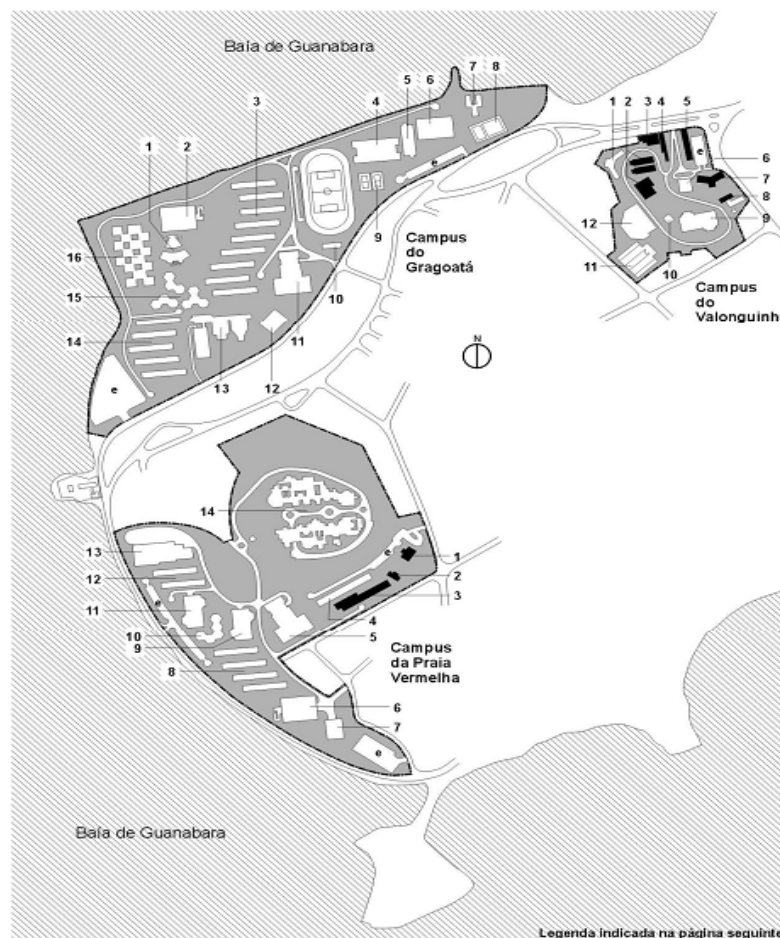 Baía de Guanabara
7 8
6
5
4
3
2
1
e
9
10
11
12
13
14
15
16
e
Campus
do
Gragoatá
1 2 3 4 5
e
6
7
8
9
10
11
12
Campus
do
Valonguinh
N
14
13
12
11
10
9
8
e
e
1
2
3
4
5
6
7
e
Campus
da Praia
Vermelha
Baía de Guanabara
Legenda indicada na página seguinte